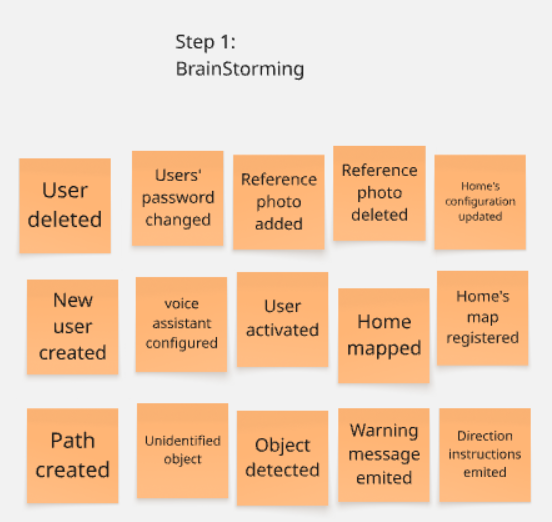 Step 1:
BrainStorming
User
deleted
Users'
password
changed
Reference
photo
added
Reference
photo
deleted
Home's
configuration
updated
New
user
created
voice
assistant
configured
User
activated
Home
mapped
Home's
map
registered
Path
created
Unidentified
object
Object
detected
Warning
message
emited
Direction
instructions
emited